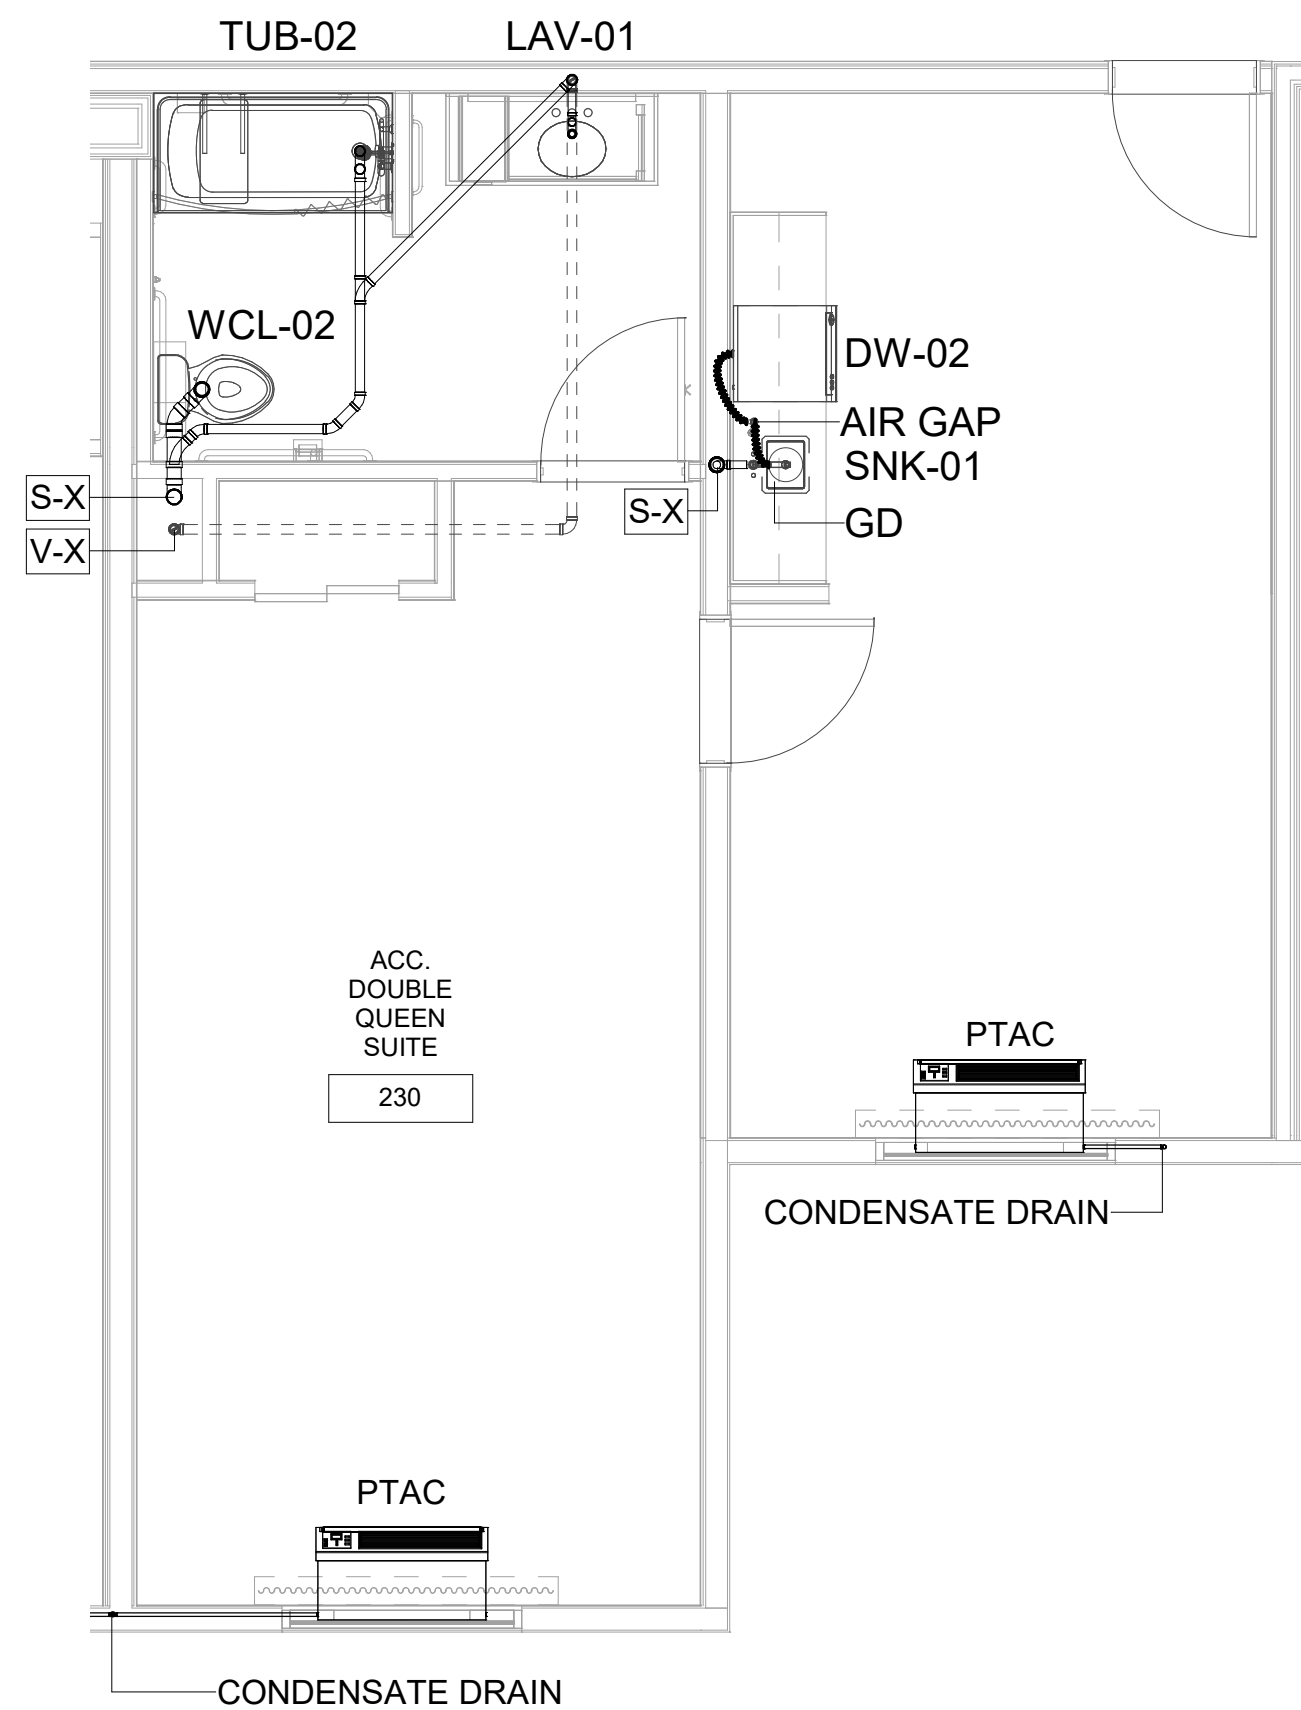 TUB-02
LAV-01
WCL-02
DW-02
AIR GAP
SNK-01
S-X
S-X
GD
V-X
ACC.
DOUBLE
QUEEN
SUITE
230
PTAC
CONDENSATE DRAIN
PTAC
CONDENSATE DRAIN